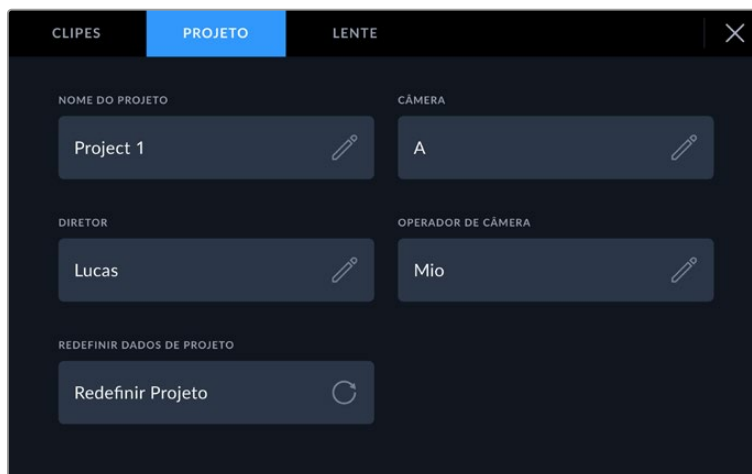 CLIPES PROJETO LENTE
NOME DO PROJETO CÂMERA
Project 1 A
DIRETOR OPERADOR DE CÂMERA
Lucas Mio
REDEFINIR DADOS DE PROJETO
Redefinir Projeto